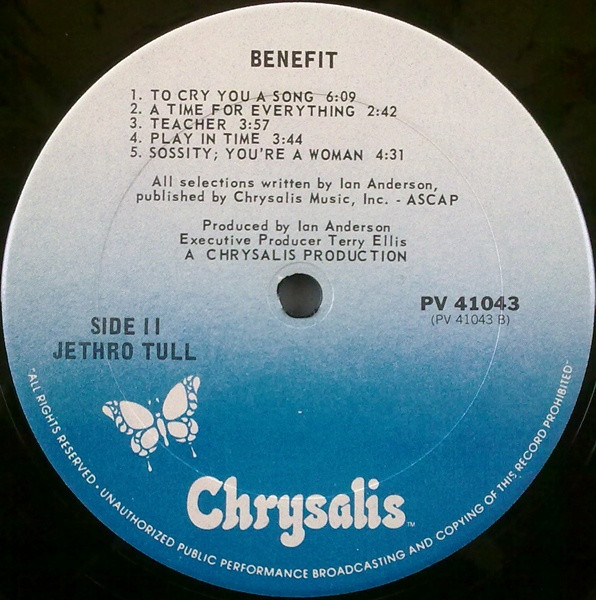 BENEFIT
1. TO CRY YOU A SONG 6:09
2. A TIME FOR EVERYTHING 2:42
3. TEACHER 3:57
4. PLAY IN TIME 3:44
5. SOSSITY; YOU'RE A WOMAN 4:31
All selections written by Ian Anderson,
published by Chrysalis Music, Inc. - ASCAP
Produced by Ian Anderson
Executive Producer Terry Ellis
A CHRYSALIS PRODUCTION
PV 41043
(PV 41043 B)
SIDE II
JETHRO TULL
Chrysalis™
"ALL RIGHTS RESERVED · UNAUTHORIZED PUBLIC PERFORMANCE BROADCASTING AND COPYING OF THIS RECORD PROHIBITED"